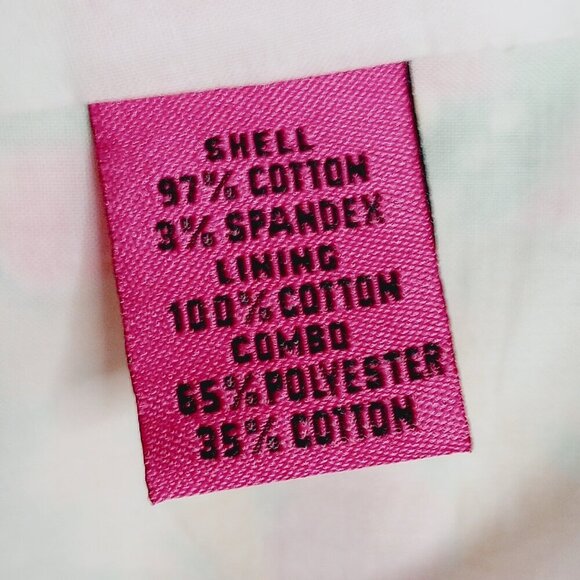 SHELL
97% COTTON
3% SPANDEX
LINING
100% COTTON
COMBO
65% POLYESTER
35% COTTON